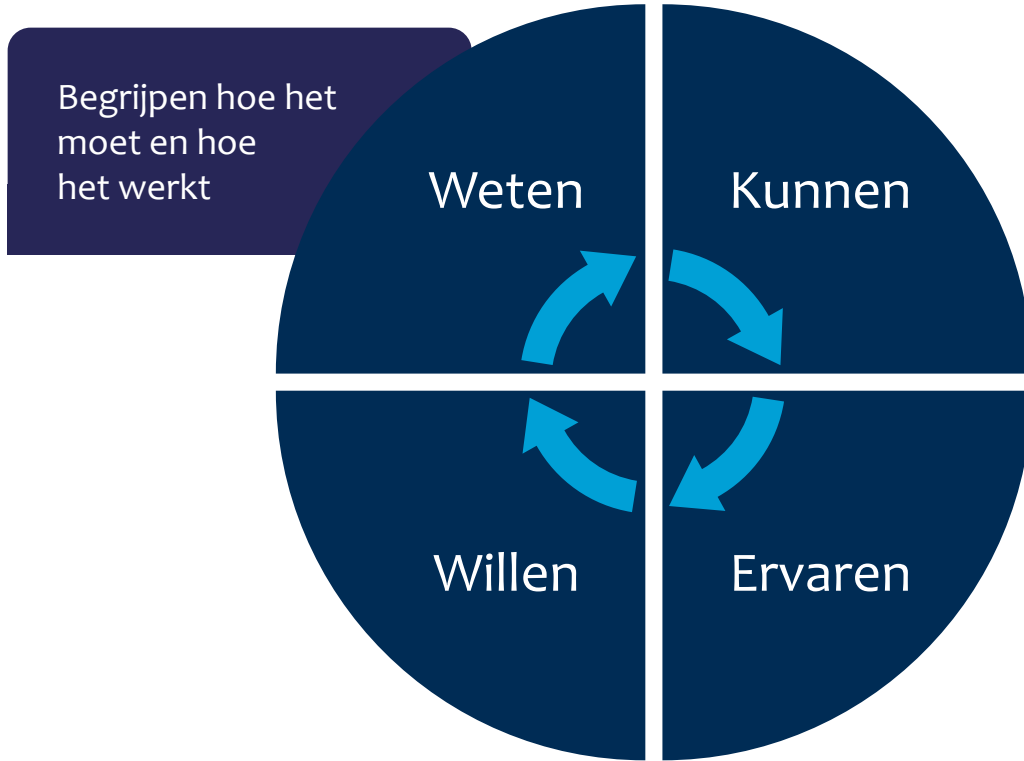 Begrijpen hoe het
moet en hoe
het werkt
Weten
Kunnen
Willen
Ervaren